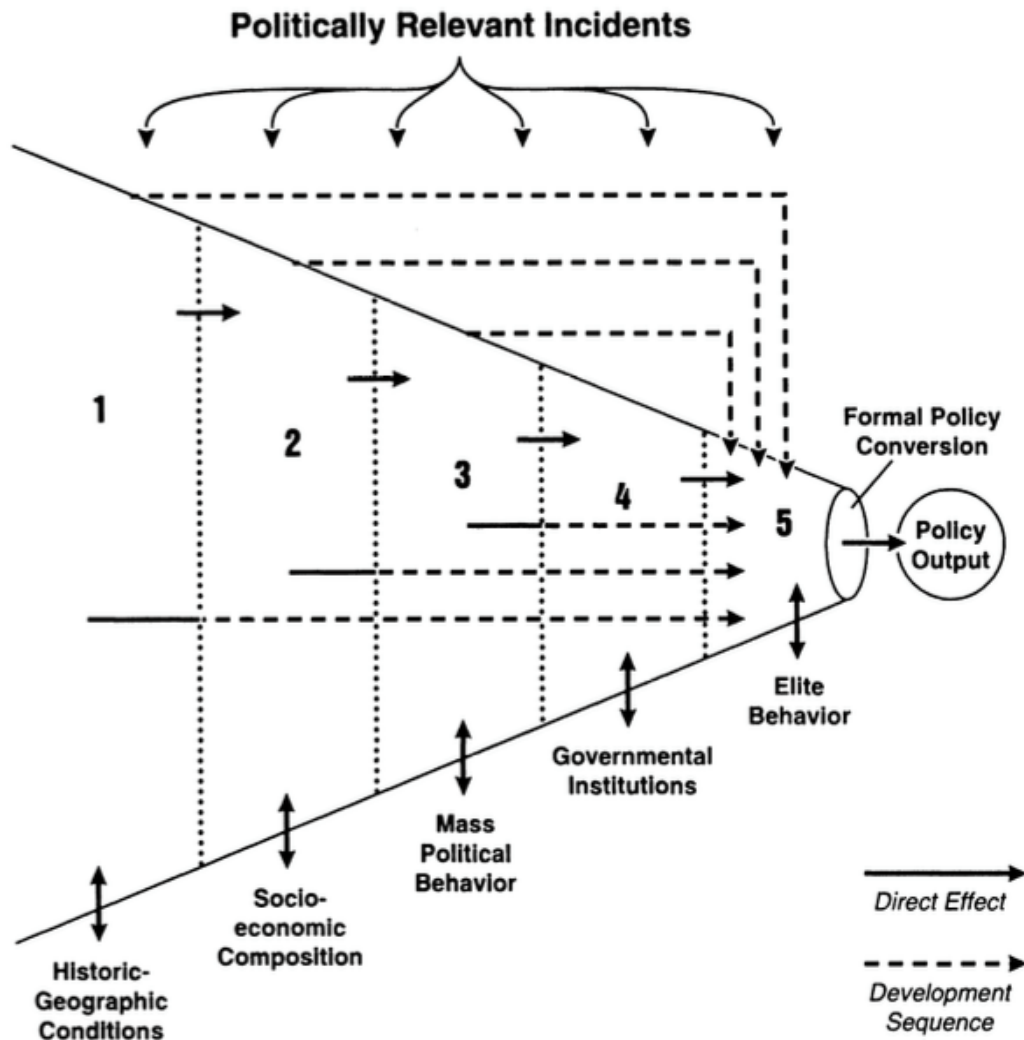 Politically Relevant Incidents
1
2
3
4
5
Formal Policy
Conversion
Policy
Output
Elite
Behavior
Governmental
Institutions
Mass
Political
Behavior
Socio-
economic
Composition
Historic-
Geographic
Conditions
Direct Effect
Development
Sequence